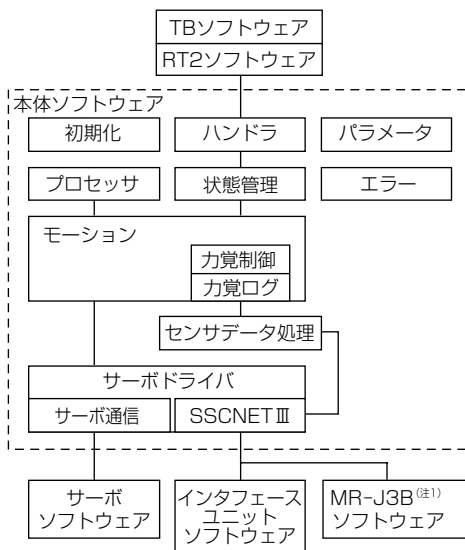 TBソフトウェア
RT2ソフトウェア
本体ソフトウェア
初期化
ハンドラ
パラメータ
プロセッサ
状態管理
エラー
モーション
力覚制御
力覚ログ
センサデータ処理
サーボドライバ
サーボ通信
SSCNETⅢ
サーボ
ソフトウェア
インタフェース
ユニット
ソフトウェア
MR-J3B(注1)
ソフトウェア